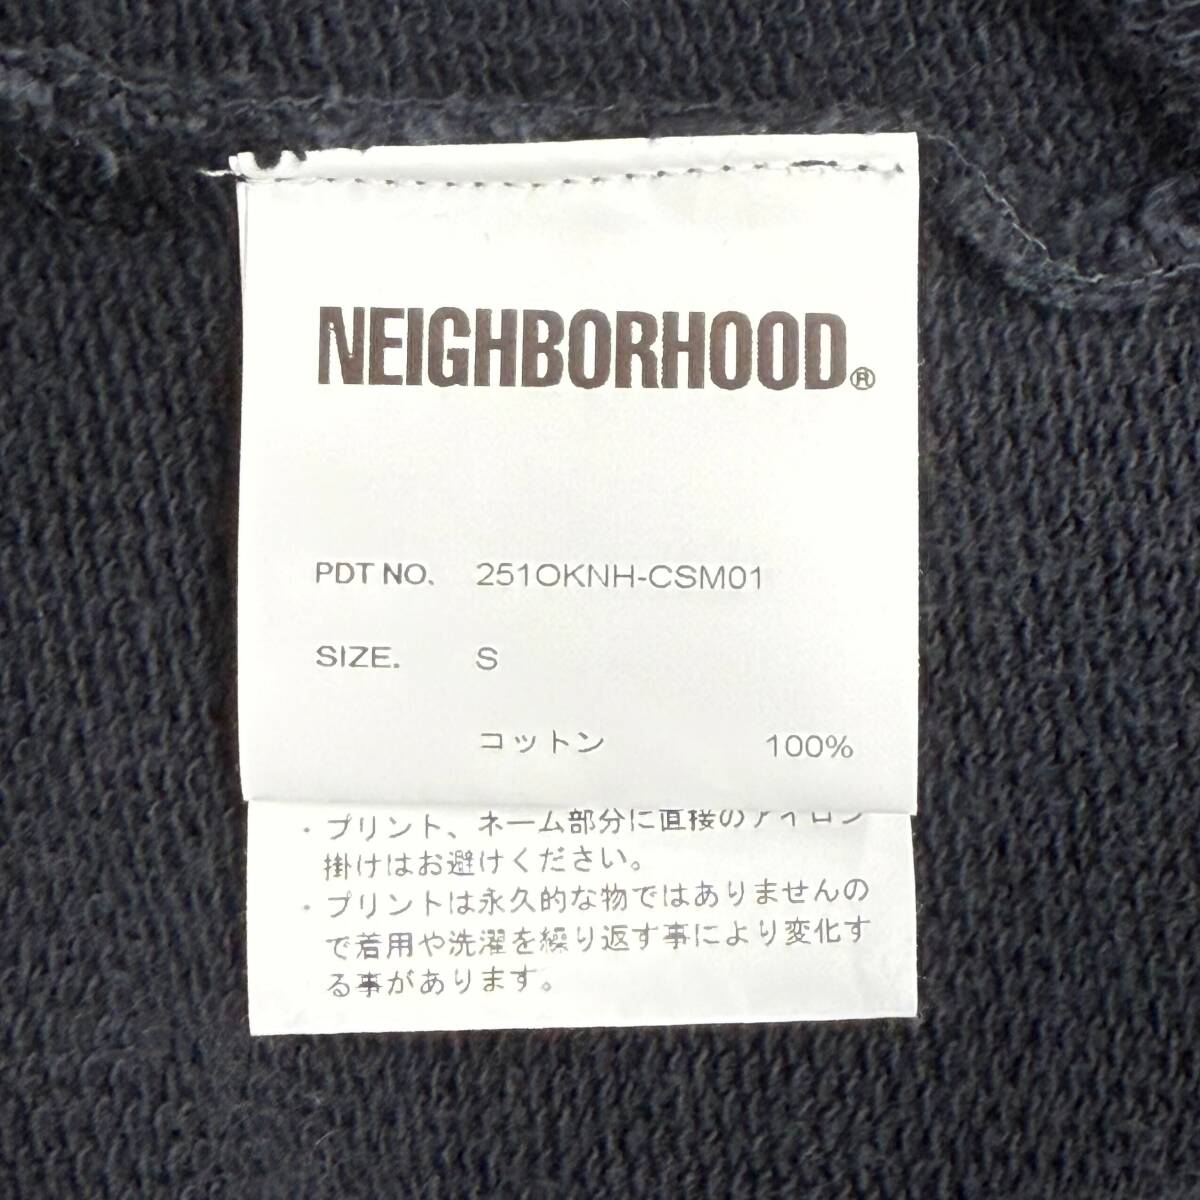 NEIGHBORHOOD®
PDT NO. 251OKNH-CSM01
SIZE. S
コットン 100%
・プリント、ネーム部分に直接のアイロン
掛けはお避けください。
・プリントは永久的な物ではありませんの
で着用や洗濯を繰り返す事により変化す
る事があります。